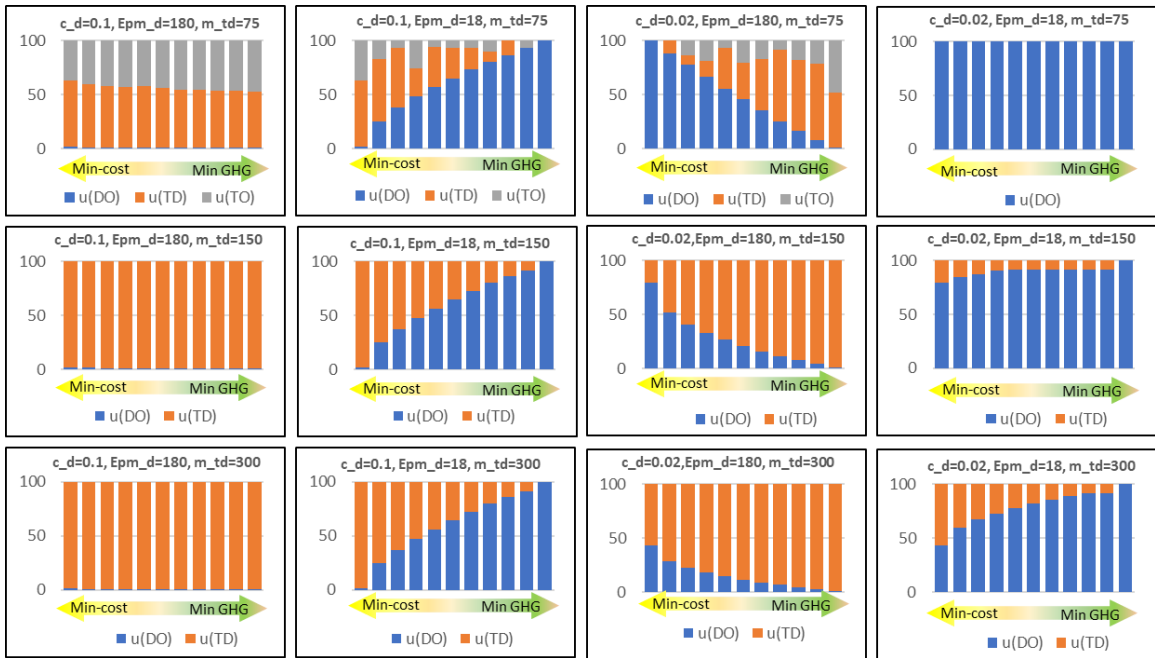 c_d=0.1, Epm_d=180, m_td=75
100
50
0
Min-cost
Min GHG
u(DO) u(TD) u(TO)
c_d=0.1, Epm_d=18, m_td=75
100
50
0
Min-cost
Min GHG
u(DO) u(TD) u(TO)
c_d=0.02, Epm_d=180, m_td=75
100
50
0
Min-cost
Min GHG
u(DO) u(TD) u(TO)
c_d=0.02, Epm_d=18, m_td=75
100
50
0
Min-cost
Min GHG
u(DO)
c_d=0.1, Epm_d=180, m_td=150
100
50
0
Min-cost
Min GHG
u(DO) u(TD)
c_d=0.1, Epm_d=18, m_td=150
100
50
0
Min-cost
Min GHG
u(DO) u(TD)
c_d=0.02,Epm_d=180, m_td=150
100
50
0
Min-cost
Min GHG
u(DO) u(TD)
c_d=0.02, Epm_d=18, m_td=150
100
50
0
Min-cost
Min GHG
u(DO) u(TD)
c_d=0.1, Epm_d=180, m_td=300
100
50
0
Min-cost
Min GHG
u(DO) u(TD)
c_d=0.1, Epm_d=18, m_td=300
100
50
0
Min-cost
Min GHG
u(DO) u(TD)
c_d=0.02,Epm_d=180, m_td=300
100
50
0
Min-cost
Min GHG
u(DO) u(TD)
c_d=0.02, Epm_d=18, m_td=300
100
50
0
Min-cost
Min GHG
u(DO) u(TD)